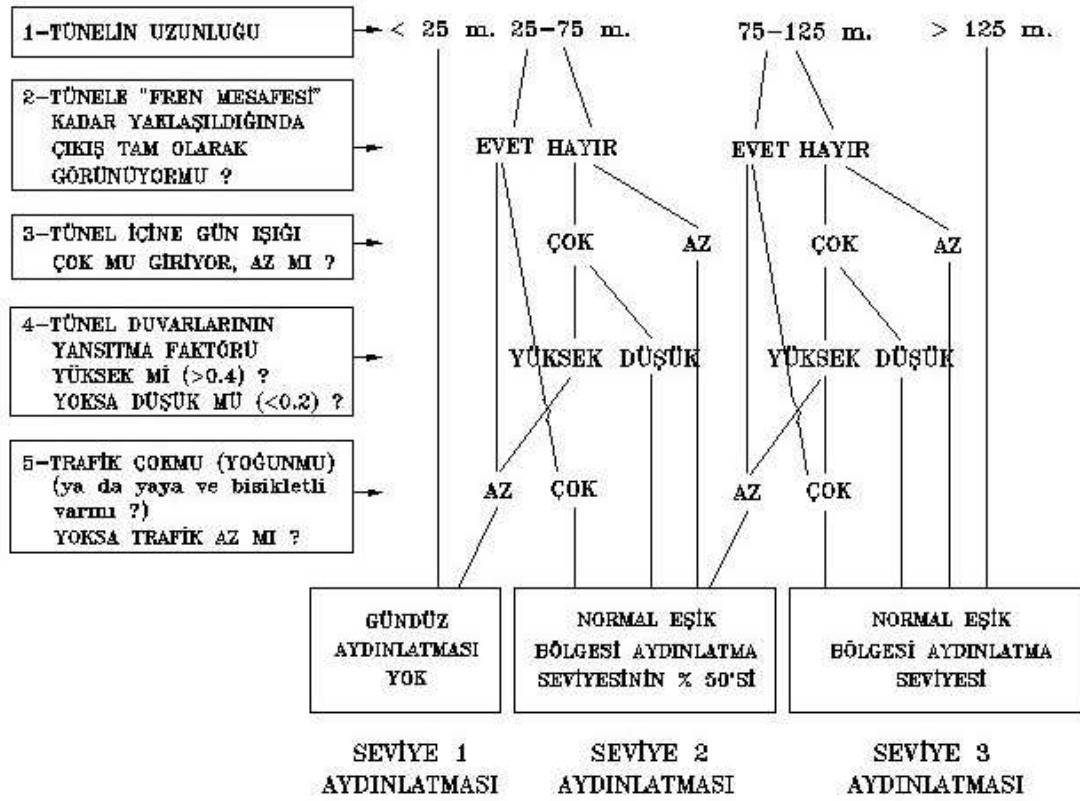 1-TÜNELİN UZUNLUĞU
< 25 m. 25-75 m. 75-125 m. > 125 m.
2-TÜNELE "FREN MESAFESİ"
KADAR YAKLAŞILDIĞINDA
ÇIKIŞ TAM OLARAK
GÖRÜNÜYORMU ?
EVET HAYIR EVET HAYIR
3-TÜNEL İÇİNE GÜN IŞIĞI
ÇOK MU GİRİYOR, AZ MI ?
ÇOK AZ ÇOK AZ
4-TÜNEL DUVARLARININ
YANSITMA FAKTÖRÜ
YÜKSEK Mİ (>0.4) ?
YOKSA DÜŞÜK MÜ (<0.2) ?
YÜKSEK DÜŞÜK YÜKSEK DÜŞÜK
5-TRAFİK ÇOKMU (YOĞUNMU)
(ya da yaya ve bisikletli
varmı ?)
YOKSA TRAFİK AZ MI ?
AZ ÇOK AZ ÇOK
GÜNDÜZ
AYDINLATMASI
YOK
NORMAL EŞİK
BÖLGESİ AYDINLATMA
SEVİYESİNİN % 50'Sİ
NORMAL EŞİK
BÖLGESİ AYDINLATMA
SEVİYESİ
SEVİYE 1
AYDINLATMASI
SEVİYE 2
AYDINLATMASI
SEVİYE 3
AYDINLATMASI